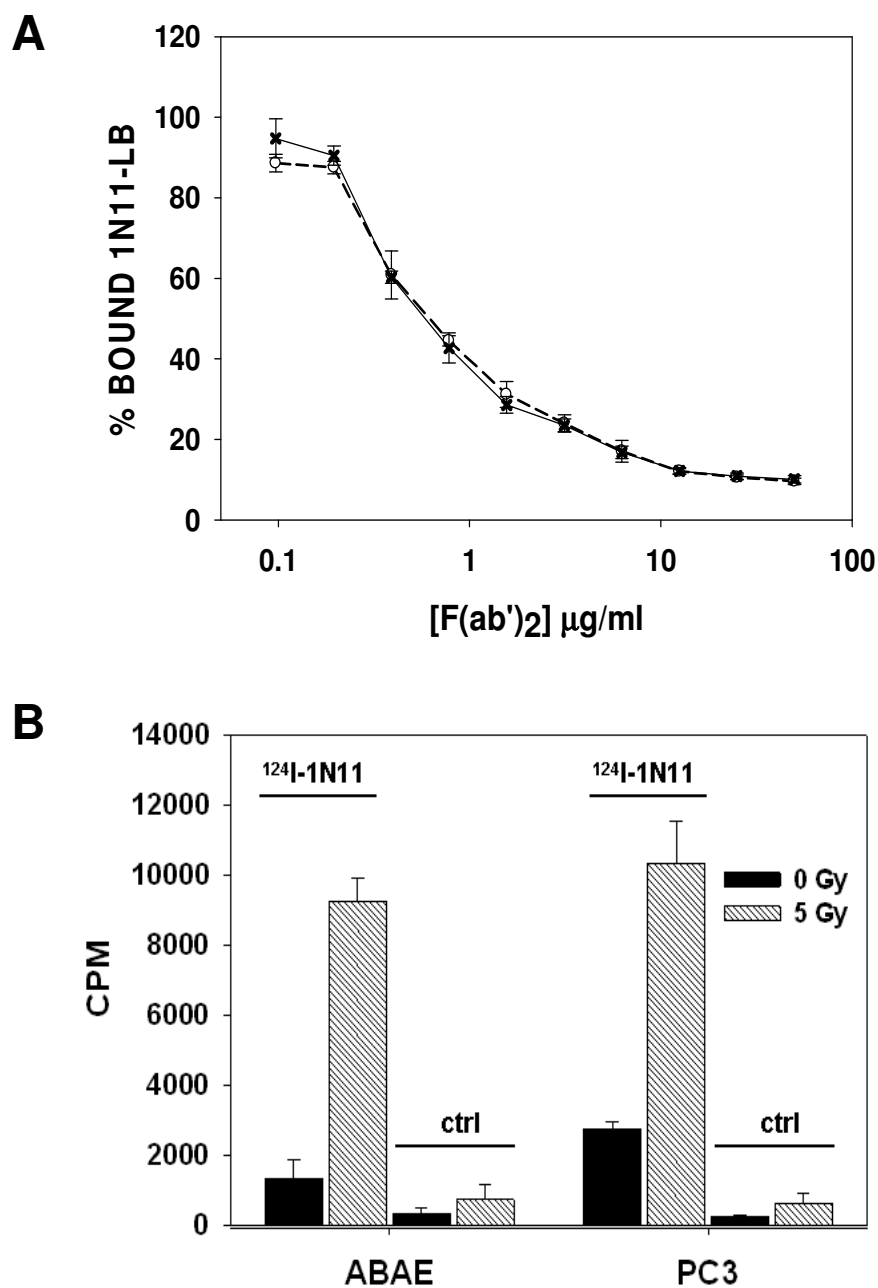 A
120
100
80
60
40
20
0
% BOUND 1N11-LB
0.1 1 10 100
[F(ab')2] µg/ml
B
14000
12000
10000
8000
6000
4000
2000
0
CPM
124I-1N11
124I-1N11
0 Gy
5 Gy
ctrl
ctrl
ABAE PC3